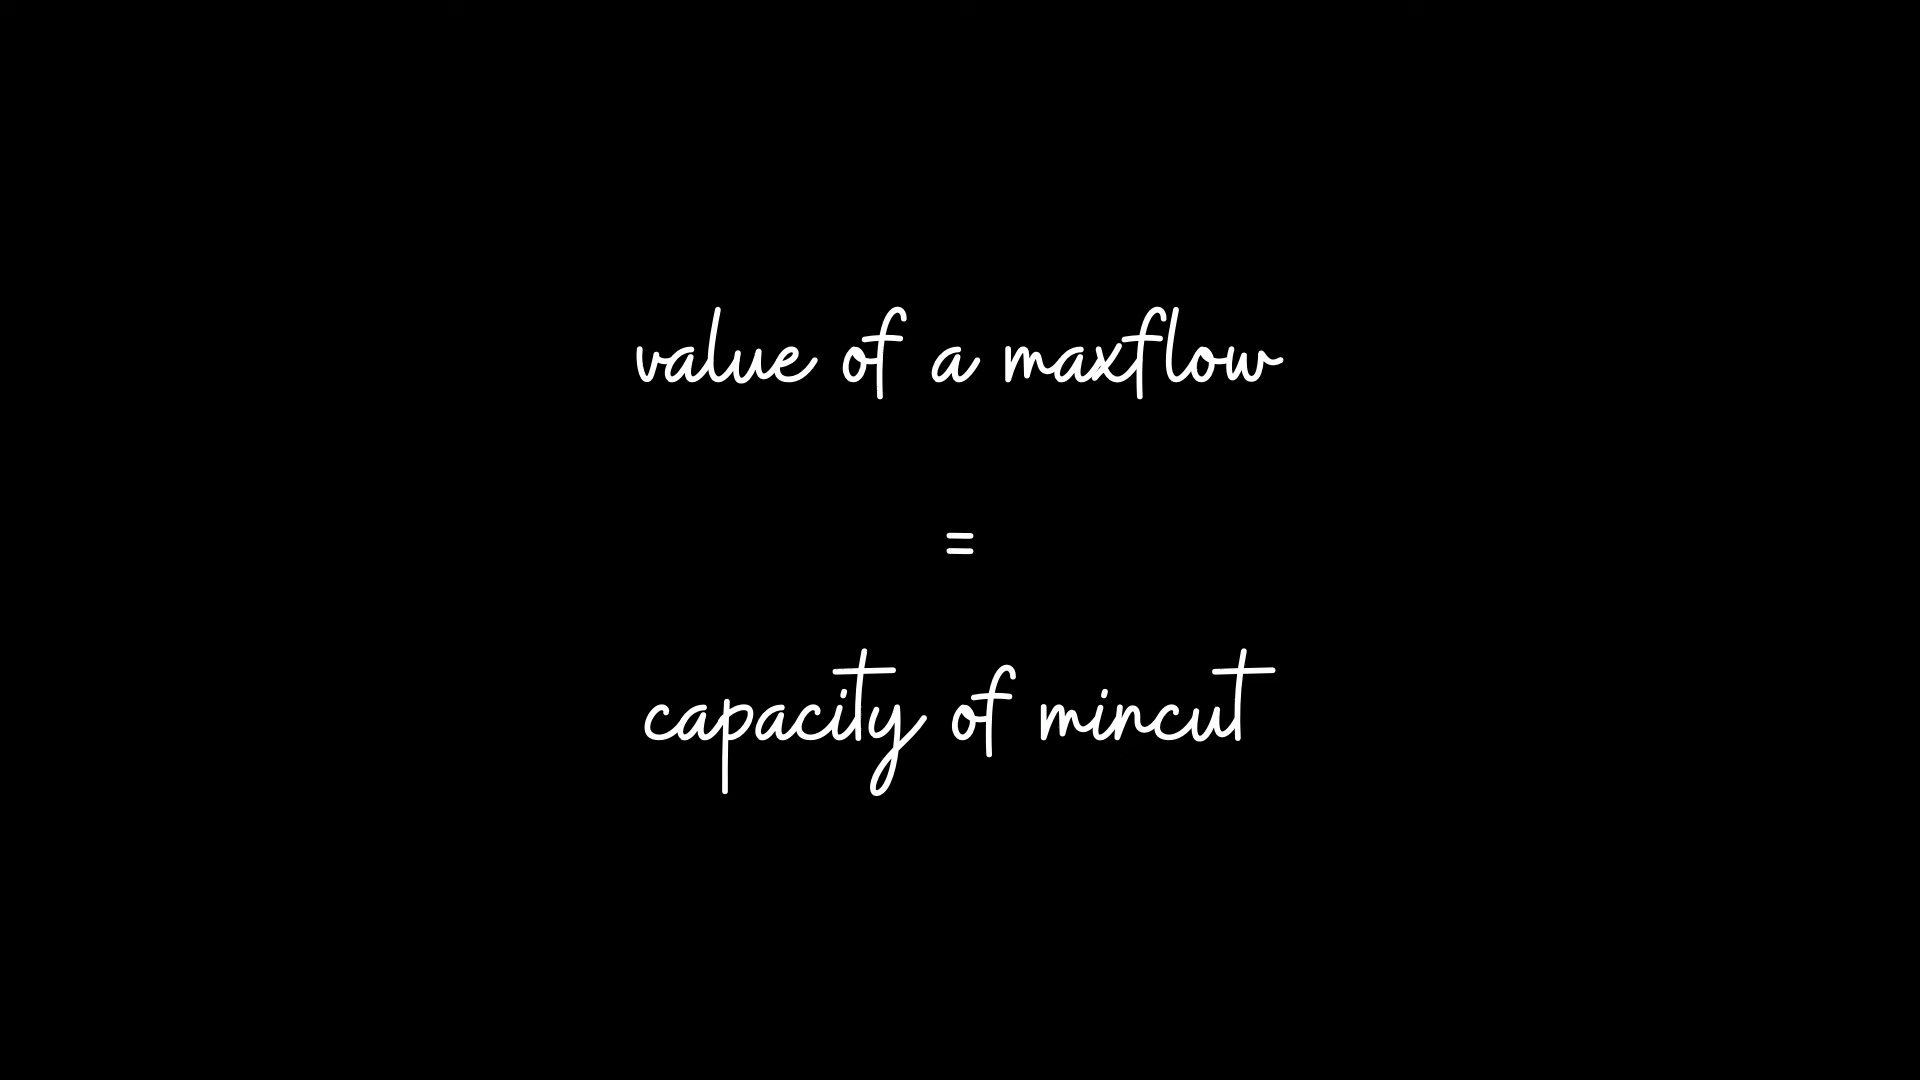 value of a maxflow
=
capacity of mincut